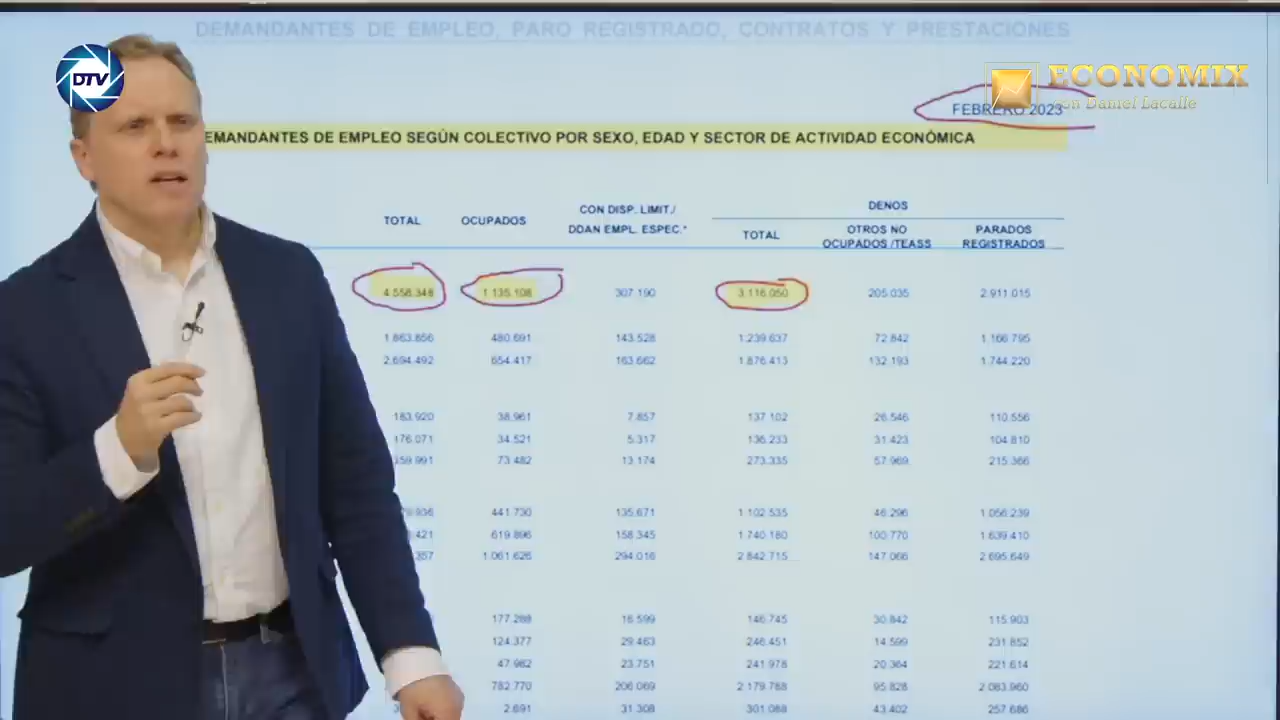 DEMANDANTES DE EMPLEO, PARO REGISTRADO, CONTRATOS Y PRESTACIONES
DTV
ECONOMIX
con Daniel Lacalle
FEBRERO 2023
EMANDANTES DE EMPLEO SEGÚN COLECTIVO POR SEXO, EDAD Y SECTOR DE ACTIVIDAD ECONÓMICA
TOTAL OCUPADOS CON DISP. LIMIT./ DDAN EMPL. ESPEC.* DENOS
TOTAL OTROS NO OCUPADOS /TEASS PARADOS REGISTRADOS
4.558.348 1.135.108 307.190 3.116.050 205.035 2.911.015
1.863.856 480.691 143.528 1.239.637 72.842 1.166.795
2.694.492 654.417 163.662 1.876.413 132.193 1.744.220
183.920 38.961 7.857 137.102 26.546 110.556
176.071 34.521 5.317 136.233 31.423 104.810
359.991 73.482 13.174 273.335 57.969 215.366
79.936 441.730 135.671 1.102.535 46.296 1.056.239
.421 619.896 158.345 1.740.180 100.770 1.639.410
.357 1.061.626 294.016 2.842.715 147.066 2.695.649
177.288 16.599 146.745 30.842 115.903
124.377 29.463 246.451 14.599 231.852
47.982 23.751 241.978 20.364 221.614
782.770 206.069 2.179.788 95.828 2.083.960
2.691 31.308 301.088 43.402 257.686